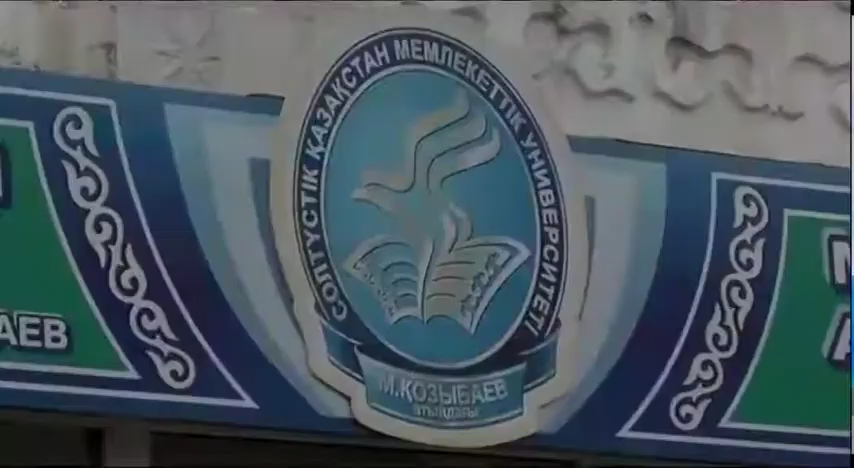 СОЛТҮСТІК ҚАЗАҚСТАН МЕМЛЕКЕТТІК УНИВЕРСИТЕТІ
АЕВ
М.ҚОЗЫБАЕВ
атындағы